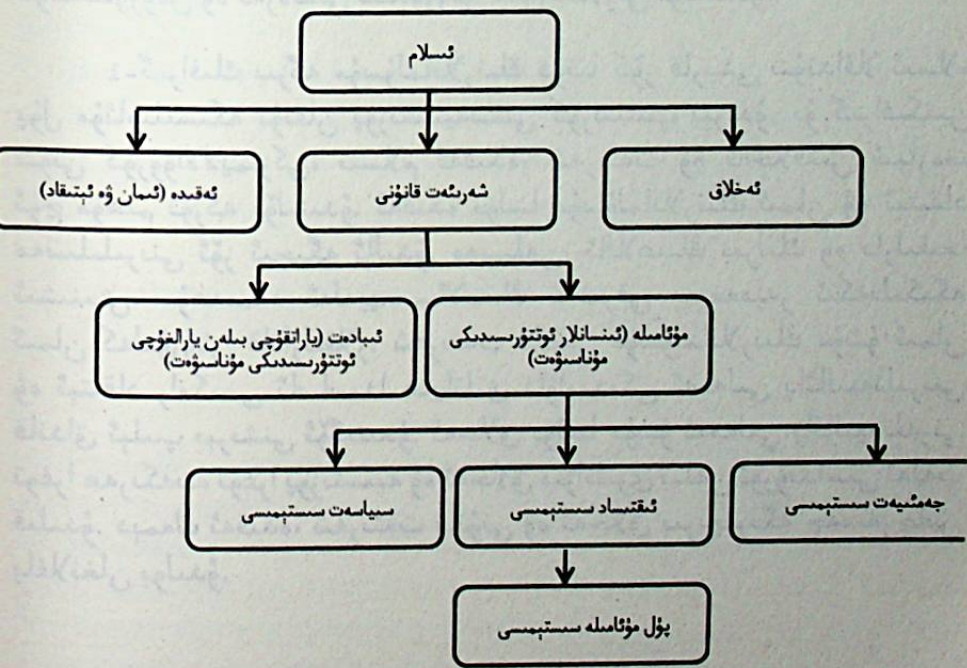 ئىسلام
ئەخلاق
شەرىئەت قانۇنى
ئەقىدە (ئىمان ۋە ئېتىقاد)
مۇئامىلە (ئىنسانلار ئوتتۇرىسىدىكى
مۇناسىۋەت)
ئىبادەت (ياراتقۇچى بىلەن يارالغۇچى
ئوتتۇرىسىدىكى مۇناسىۋەت)
جەمئىيەت سىستېمىسى
ئىقتىساد سىستېمىسى
سىياسەت سىستېمىسى
پۇل مۇئامىلە سىستېمىسى